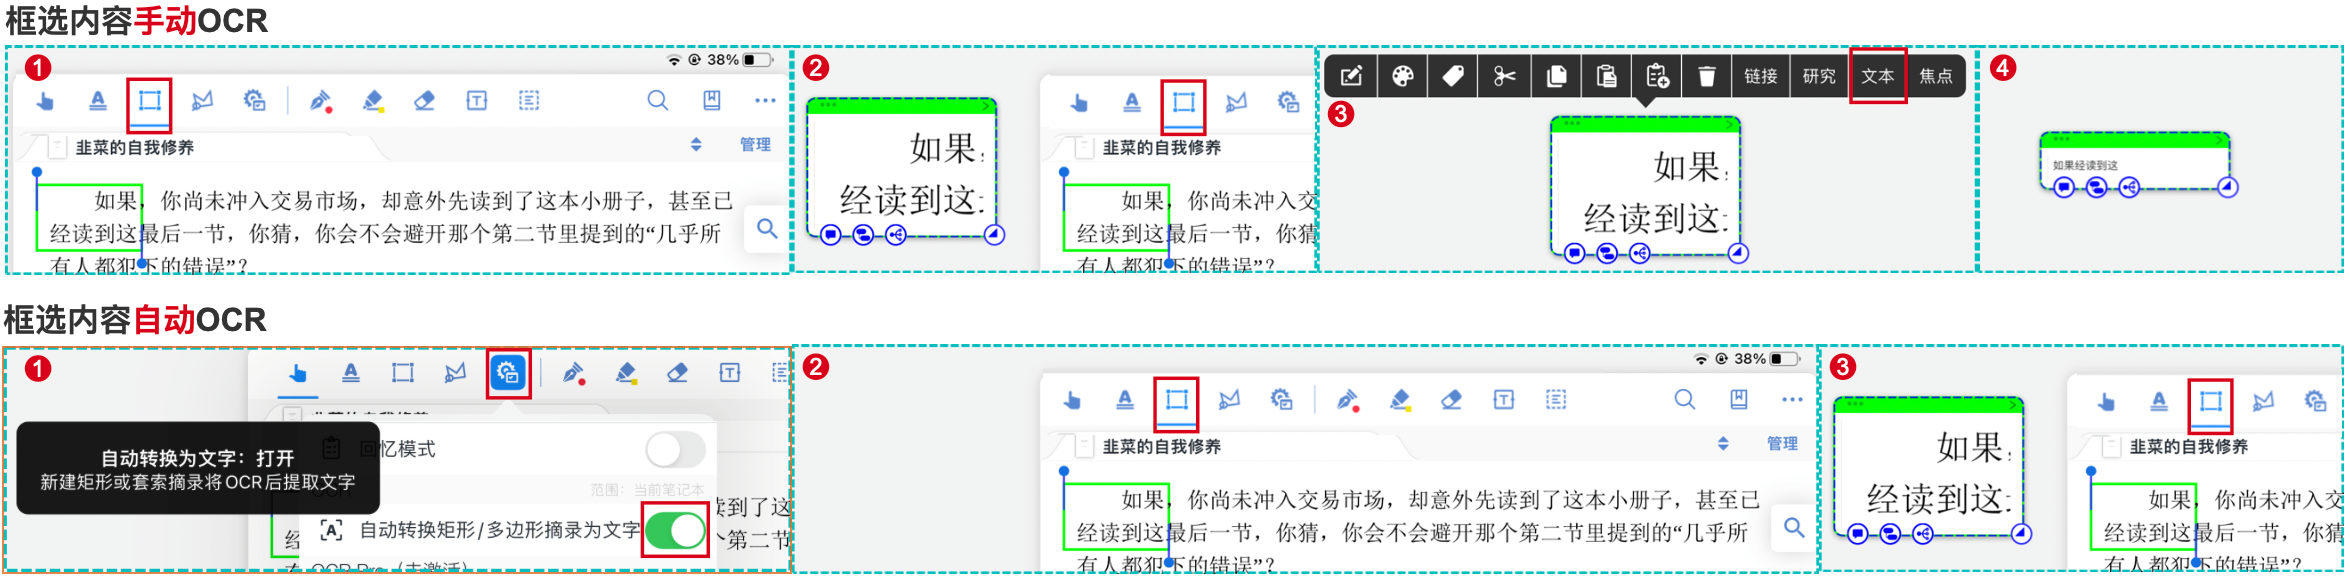 框选内容手动OCR
1
38%
韭菜的自我修养
管理
如果，你尚未冲入交易市场，却意外先读到了这本小册子，甚至已
经读到这最后一节，你猜，你会不会避开那个第二节里提到的“几乎所
有人都犯下的错误”？
2
如果，
经读到这
韭菜的自我修养
如果，你尚未冲入交
经读到这最后一节，你猜
有人都犯下的错误”？
3
链接 研究 文本 焦点
如果，
经读到这
4
如果经读到这
框选内容自动OCR
1
自动转换为文字：打开
新建矩形或套索摘录将OCR后提取文字
回忆模式
范围：当前笔记本
自动转换矩形/多边形摘录为文字
读到了这
经
个第二节
OCR Pro（未激活）
2
38%
韭菜的自我修养
管理
如果，你尚未冲入交易市场，却意外先读到了这本小册子，甚至已
经读到这最后一节，你猜，你会不会避开那个第二节里提到的“几乎所
有人都犯下的错误”？
3
如果，
经读到这
韭菜的自我修养
如果，你尚未冲入交
经读到这最后一节，你猜
有人都犯下的错误”？